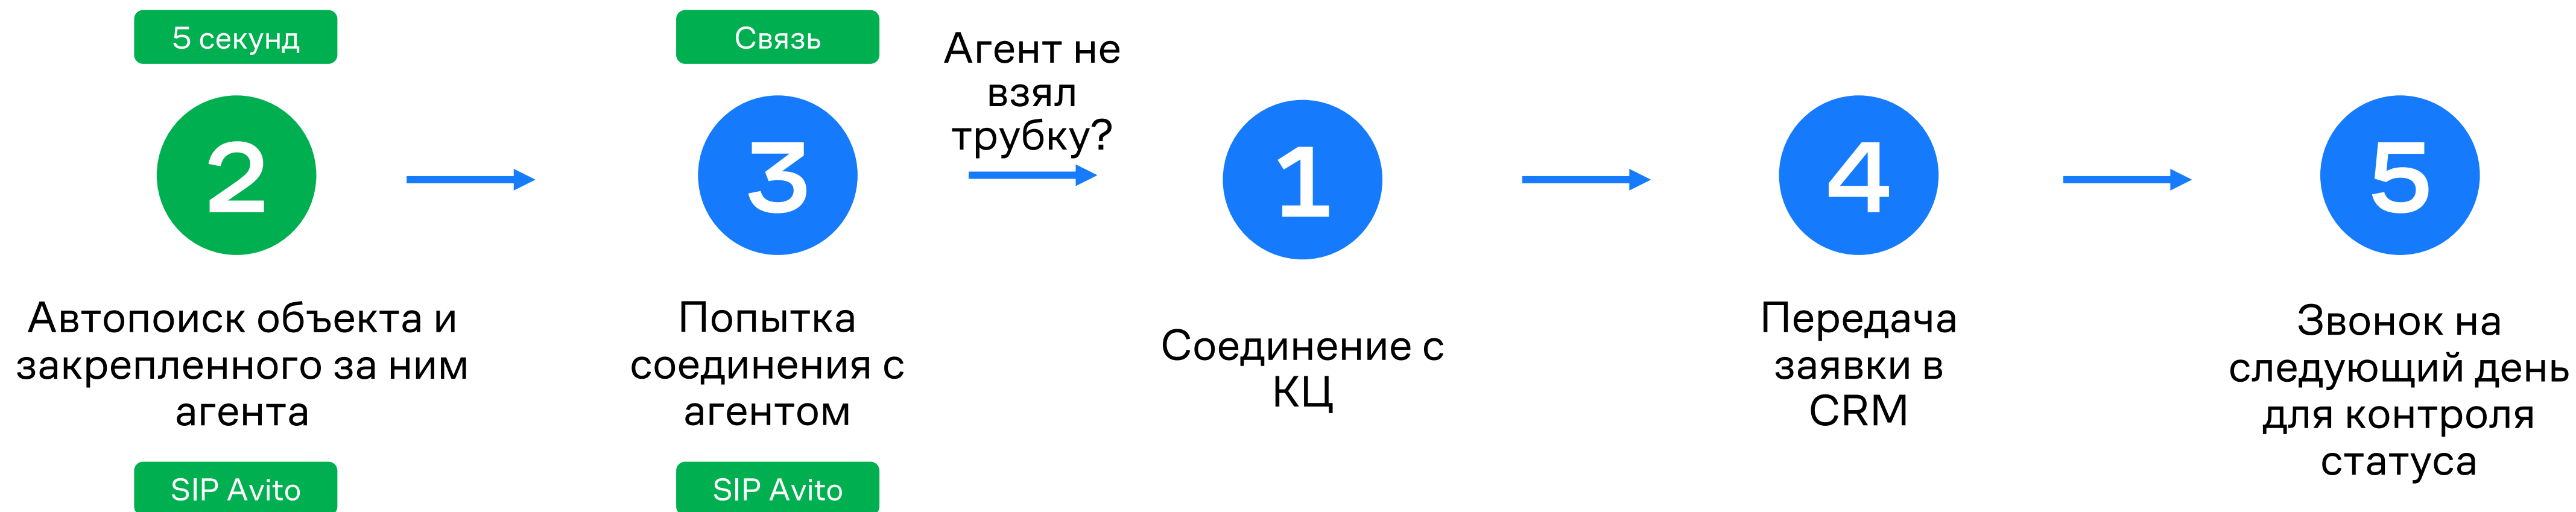 5 секунд
2
Автопоиск объекта и
закрепленного за ним
агента
SIP Avito
Связь
3
Попытка
соединения с
агентом
SIP Avito
Агент не
взял
трубку?
1
Соединение с
КЦ
4
Передача
заявки в
CRM
5
Звонок на
следующий день
для контроля
статуса